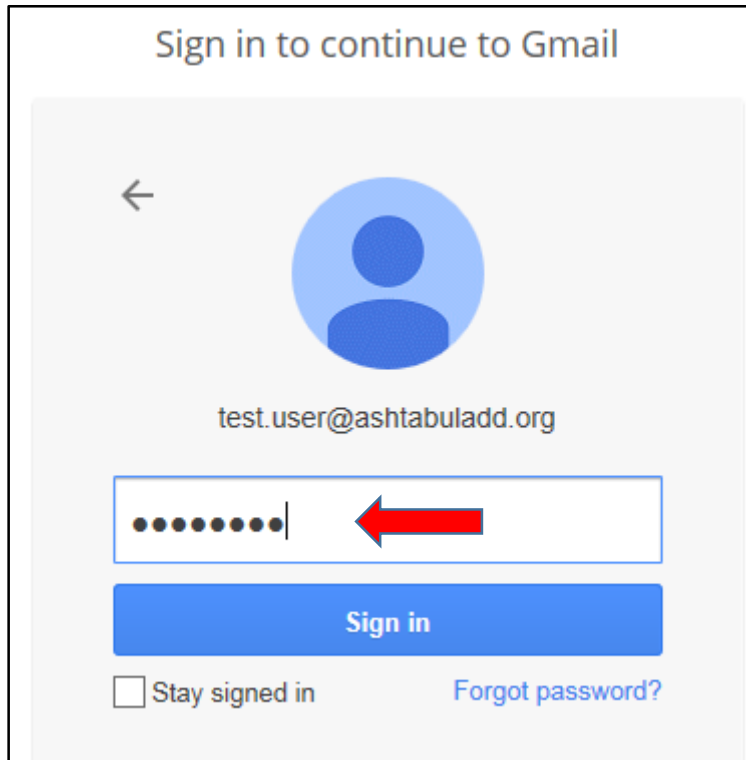 Sign in to continue to Gmail
test.user@ashtabuladd.org
••••••••
Sign in
Stay signed in
Forgot password?